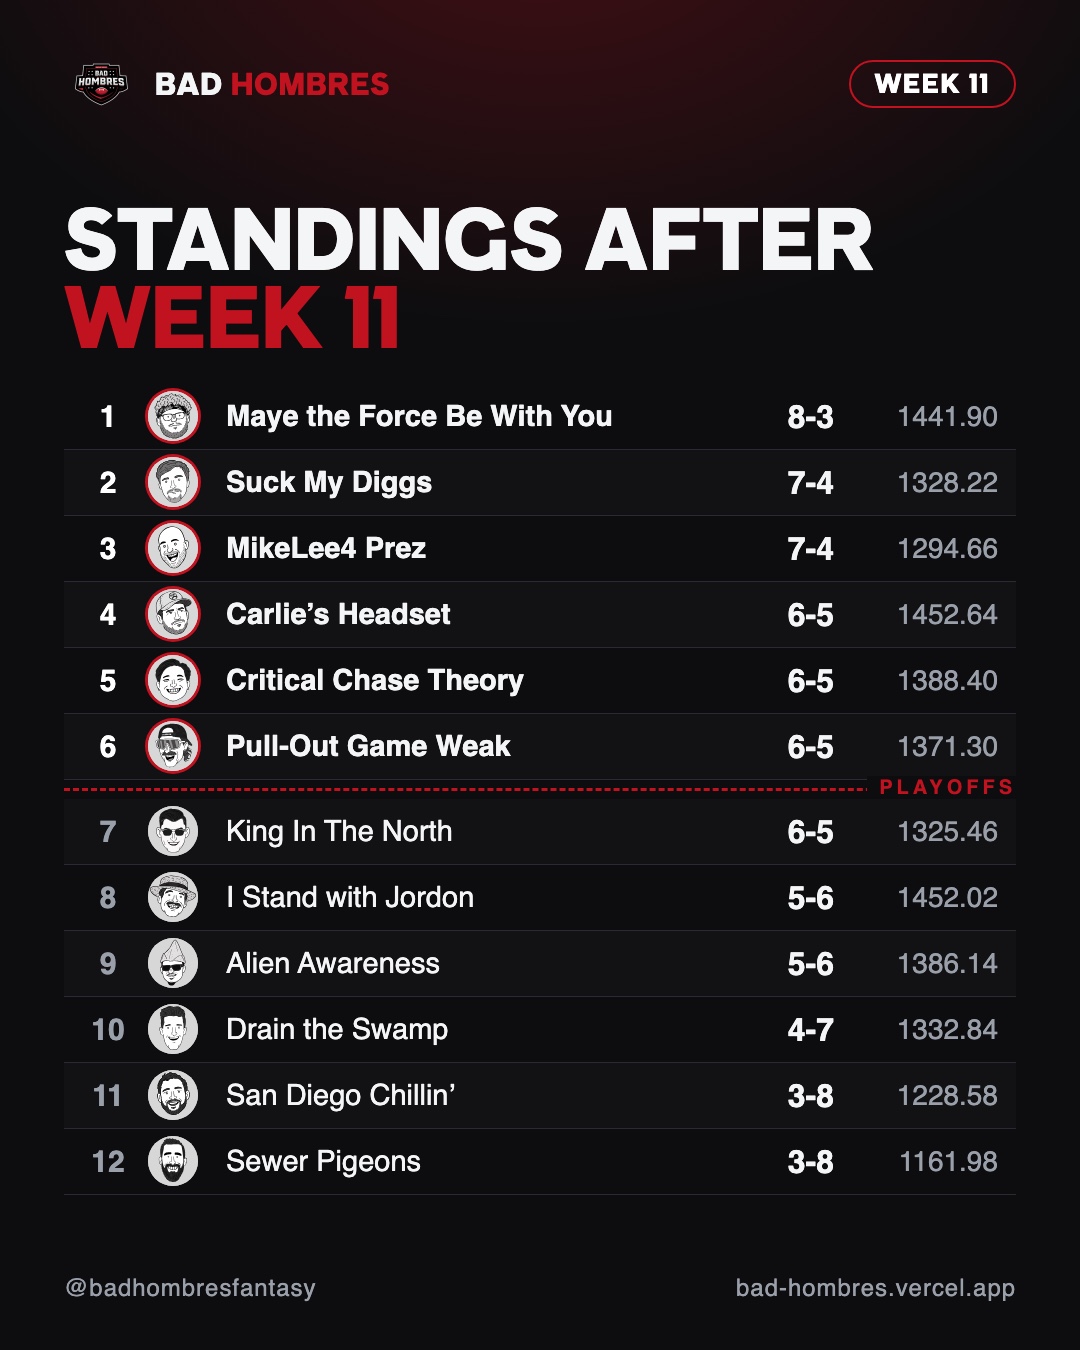 BAD
HOMBRES
BAD HOMBRES
WEEK 11
STANDINGS AFTER
WEEK 11
1 Maye the Force Be With You 8-3 1441.90
2 Suck My Diggs 7-4 1328.22
3 MikeLee4 Prez 7-4 1294.66
4 Carlie’s Headset 6-5 1452.64
5 Critical Chase Theory 6-5 1388.40
6 Pull-Out Game Weak 6-5 1371.30
PLAYOFFS
7 King In The North 6-5 1325.46
8 I Stand with Jordon 5-6 1452.02
9 Alien Awareness 5-6 1386.14
10 Drain the Swamp 4-7 1332.84
11 San Diego Chillin’ 3-8 1228.58
12 Sewer Pigeons 3-8 1161.98
@badhombresfantasy
bad-hombres.vercel.app